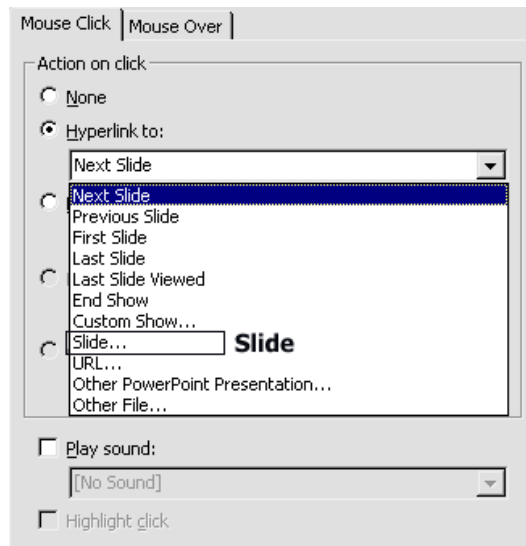 Mouse Click Mouse Over
Action on click
None
Hyperlink to:
Next Slide
Next Slide
Previous Slide
First Slide
Last Slide
Last Slide Viewed
End Show
Custom Show...
Slide... Slide
URL...
Other PowerPoint Presentation...
Other File...
Play sound:
[No Sound]
Highlight click